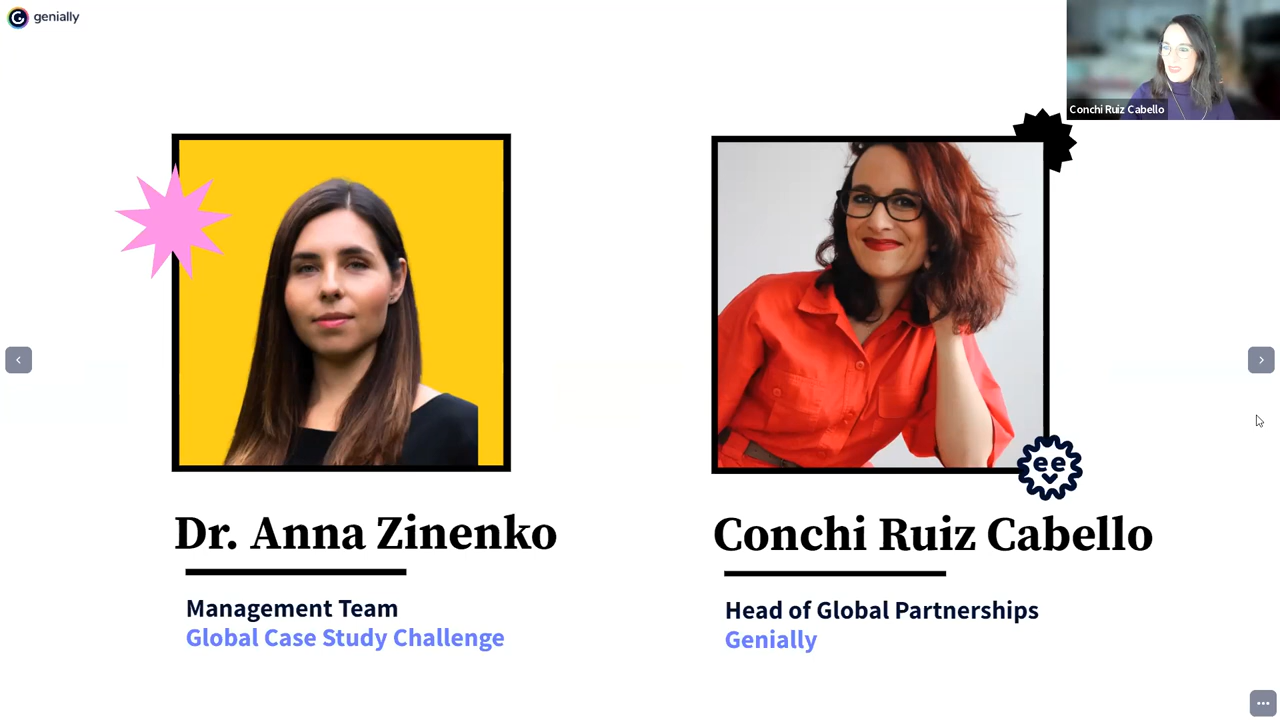 genially
Conchi Ruiz Cabello
Dr. Anna Zinenko
Management Team
Global Case Study Challenge
Conchi Ruiz Cabello
Head of Global Partnerships
Genially